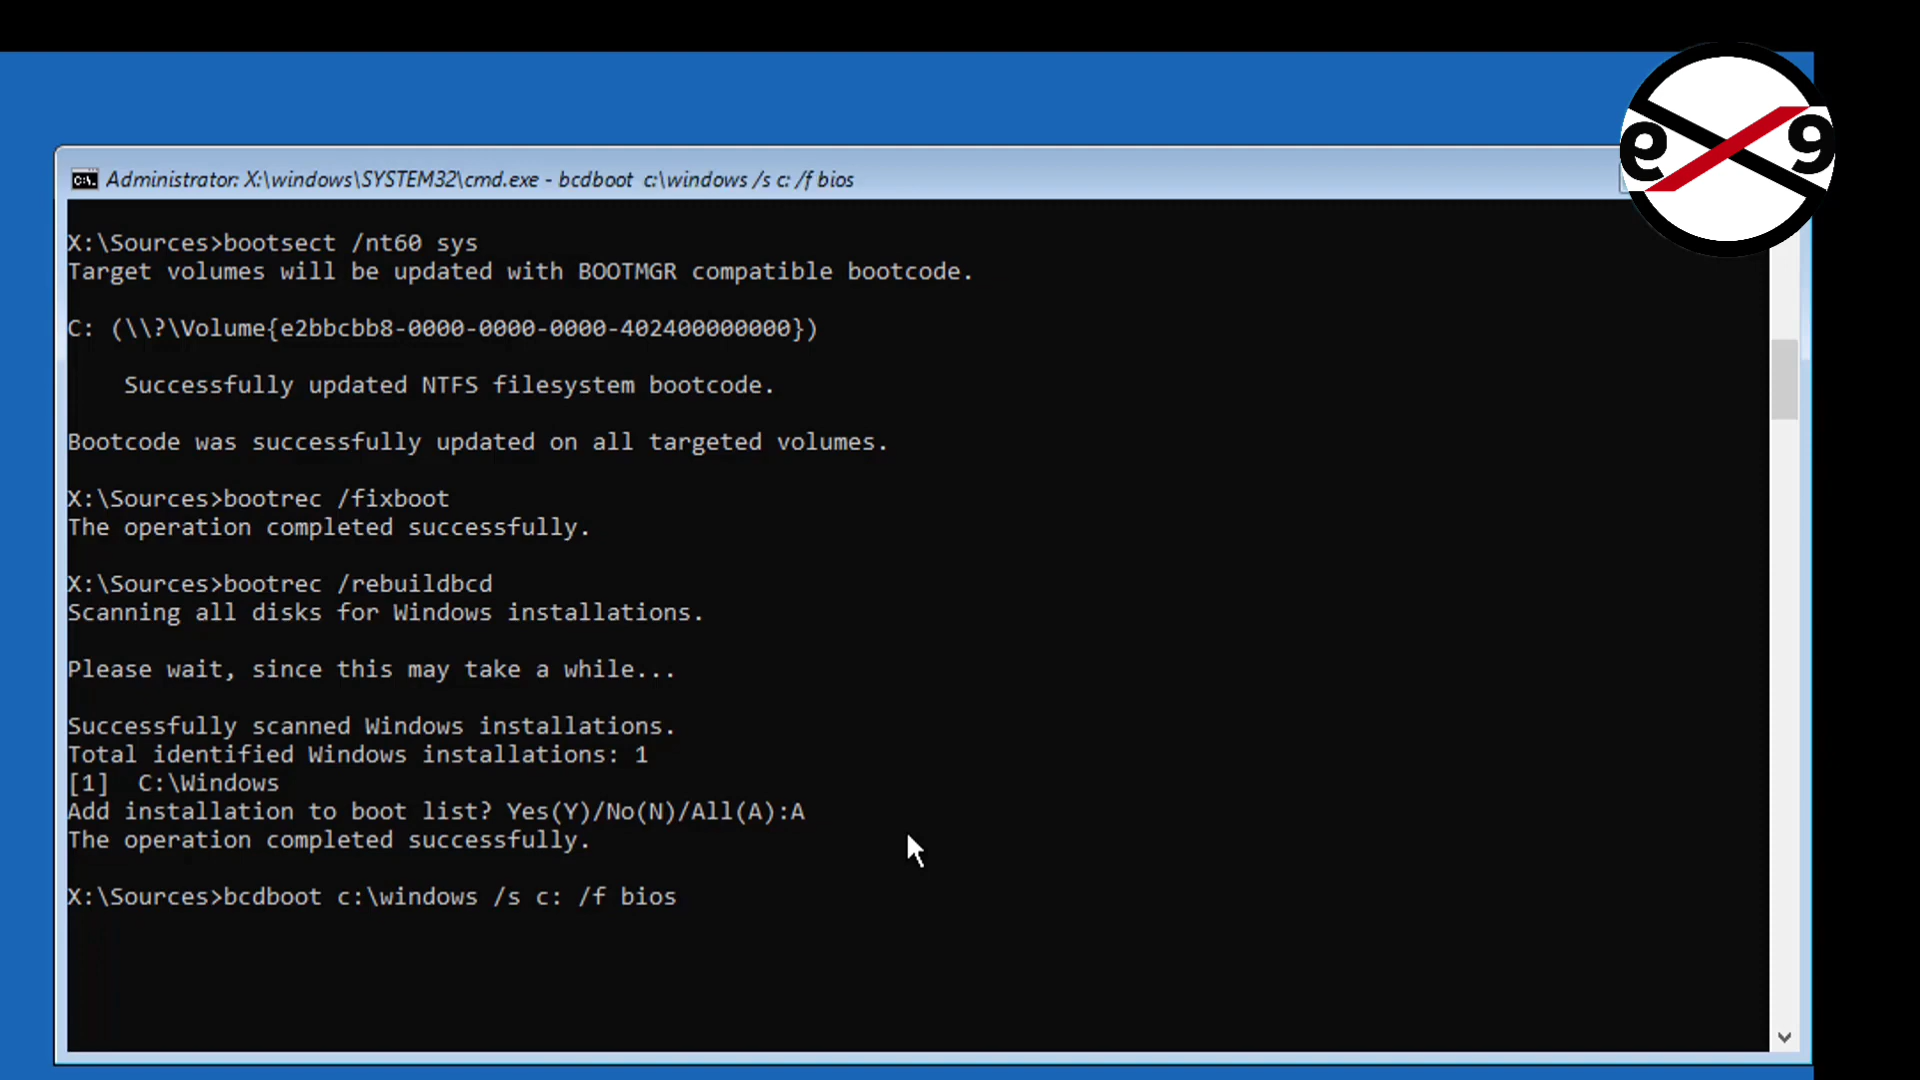 e 9
Administrator: X:\windows\SYSTEM32\cmd.exe - bcdboot  c:\windows /s c: /f bios
X:\Sources>bootsect /nt60 sys
Target volumes will be updated with BOOTMGR compatible bootcode.
C: (\\?\Volume{e2bbcbb8-0000-0000-0000-402400000000})
Successfully updated NTFS filesystem bootcode.
Bootcode was successfully updated on all targeted volumes.
X:\Sources>bootrec /fixboot
The operation completed successfully.
X:\Sources>bootrec /rebuildbcd
Scanning all disks for Windows installations.
Please wait, since this may take a while...
Successfully scanned Windows installations.
Total identified Windows installations: 1
[1]  C:\Windows
Add installation to boot list? Yes(Y)/No(N)/All(A):A
The operation completed successfully.
X:\Sources>bcdboot c:\windows /s c: /f bios